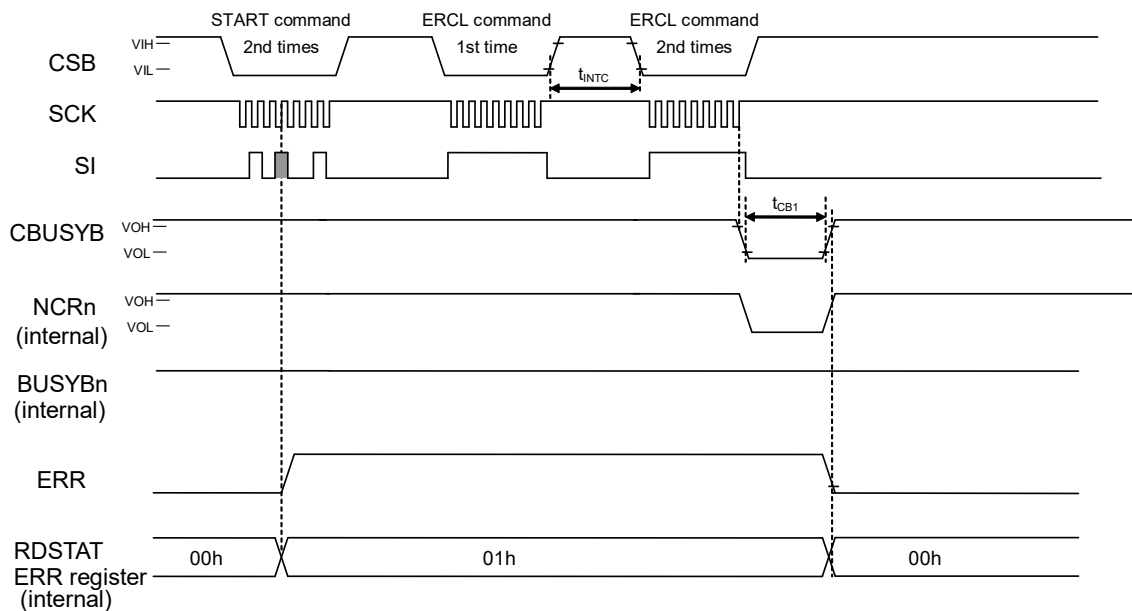 START command ERCL command ERCL command
VIH 2nd times 1st time 2nd times
CSB
VIL
tINTC
SCK
SI
tCB1
CBUSYB VOH
VOL
NCRn VOH
(internal) VOL
BUSYBn
(internal)
ERR
RDSTAT 00h 01h 00h
ERR register
(internal)